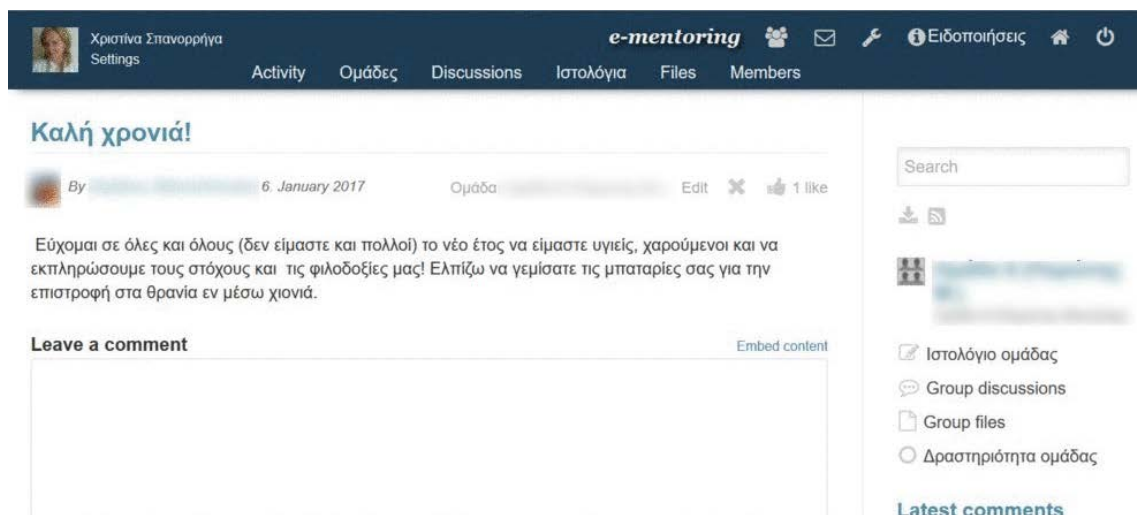 Χριστίνα Σπανορρήγα
Settings
e-mentoring
Ειδοποιήσεις
Activity Ομάδες Discussions Ιστολόγια Files Members
Καλή χρονιά!
By 6. January 2017 Ομάδα Edit 1 like
Εύχομαι σε όλες και όλους (δεν είμαστε και πολλοί) το νέο έτος να είμαστε υγιείς, χαρούμενοι και να
εκπληρώσουμε τους στόχους και τις φιλοδοξίες μας! Ελπίζω να γεμίσατε τις μπαταρίες σας για την
επιστροφή στα θρανία εν μέσω χιονιά.
Leave a comment Embed content
Search
Ιστολόγιο ομάδας
Group discussions
Group files
Δραστηριότητα ομάδας
Latest comments